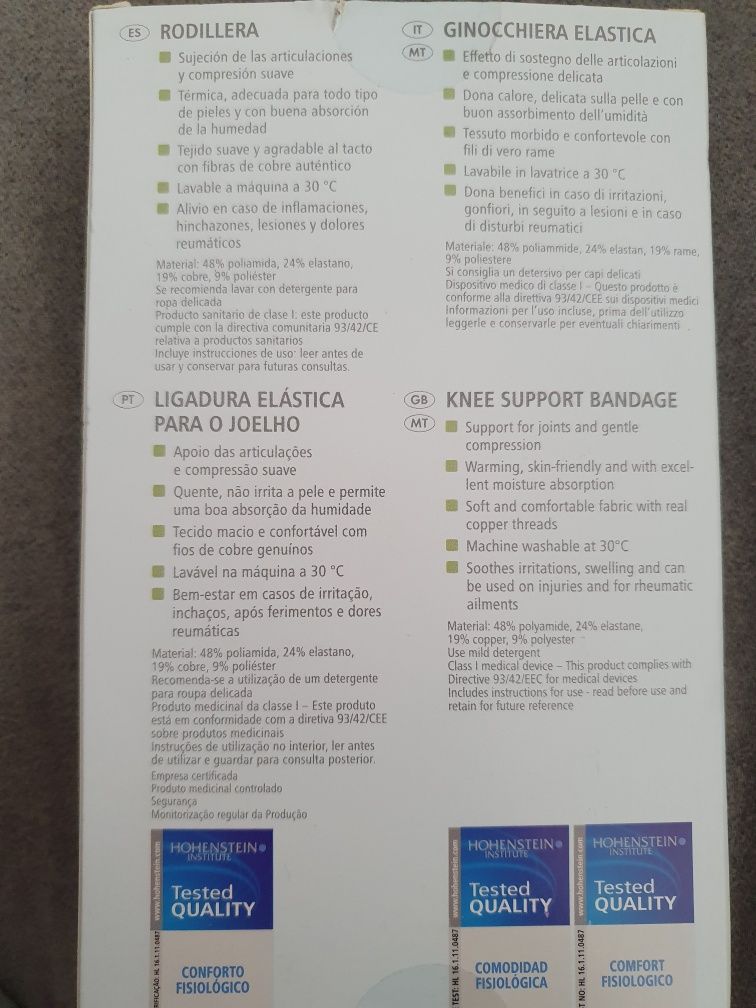 ES RODILLERA
Sujeción de las articulaciones
y compresión suave
Térmica, adecuada para todo tipo
de pieles y con buena absorción
de la humedad
Tejido suave y agradable al tacto
con fibras de cobre auténtico
Lavable a máquina a 30 °C
Alivio en caso de inflamaciones,
hinchazones, lesiones y dolores
reumáticos
Material: 48% poliamida, 24% elastano,
19% cobre, 9% poliéster
Se recomienda lavar con detergente para
ropa delicada
Producto sanitario de clase I: este producto
cumple con la directiva comunitaria 93/42/CE
relativa a productos sanitarios
Incluye instrucciones de uso: leer antes de
usar y conservar para futuras consultas.
IT GINOCCHIERA ELASTICA
MT
Effetto di sostegno delle articolazioni
e compressione delicata
Dona calore, delicata sulla pelle e con
buon assorbimento dell'umidità
Tessuto morbido e confortevole con
fili di vero rame
Lavabile in lavatrice a 30 °C
Dona benefici in caso di irritazioni,
gonfiori, in seguito a lesioni e in caso
di disturbi reumatici
Materiale: 48% poliammide, 24% elastan, 19% rame,
9% poliestere
Si consiglia un detersivo per capi delicati
Dispositivo medico di classe I – Questo prodotto è
conforme alla direttiva 93/42/CEE sui dispositivi medici
Informazioni per l'uso incluse, prima dell'utilizzo
leggerle e conservarle per eventuali chiarimenti
PT LIGADURA ELÁSTICA
PARA O JOELHO
Apoio das articulações
e compressão suave
Quente, não irrita a pele e permite
uma boa absorção da humidade
Tecido macio e confortável com
fios de cobre genuínos
Lavável na máquina a 30 °C
Bem-estar em casos de irritação,
inchaços, após ferimentos e dores
reumáticas
Material: 48% poliamida, 24% elastano,
19% cobre, 9% poliéster
Recomenda-se a utilização de um detergente
para roupa delicada
Produto medicinal da classe I – Este produto
está em conformidade com a diretiva 93/42/CEE
sobre produtos medicinais
Instruções de utilização no interior, ler antes
de utilizar e guardar para consulta posterior.
Empresa certificada
Produto medicinal controlado
Segurança
Monitorização regular da Produção
GB KNEE SUPPORT BANDAGE
MT
Support for joints and gentle
compression
Warming, skin-friendly and with excel-
lent moisture absorption
Soft and comfortable fabric with real
copper threads
Machine washable at 30°C
Soothes irritations, swelling and can
be used on injuries and for rheumatic
ailments
Material: 48% polyamide, 24% elastane,
19% copper, 9% polyester
Use mild detergent
Class I medical device – This product complies with
Directive 93/42/EEC for medical devices
Includes instructions for use - read before use and
retain for future reference
www.hohenstein.com
HOHENSTEIN
INSTITUTE
Tested
QUALITY
CONFORTO
FISIOLÓGICO
HL 16.1.11.0487
www.hohenstein.com
HOHENSTEIN
INSTITUTE
Tested
QUALITY
COMODIDAD
FISIOLÓGICA
TEST: HL 16.1.11.0487
www.hohenstein.com
HOHENSTEIN
INSTITUTE
Tested
QUALITY
COMFORT
FISIOLOGICO
NO: HL 16.1.11.0487